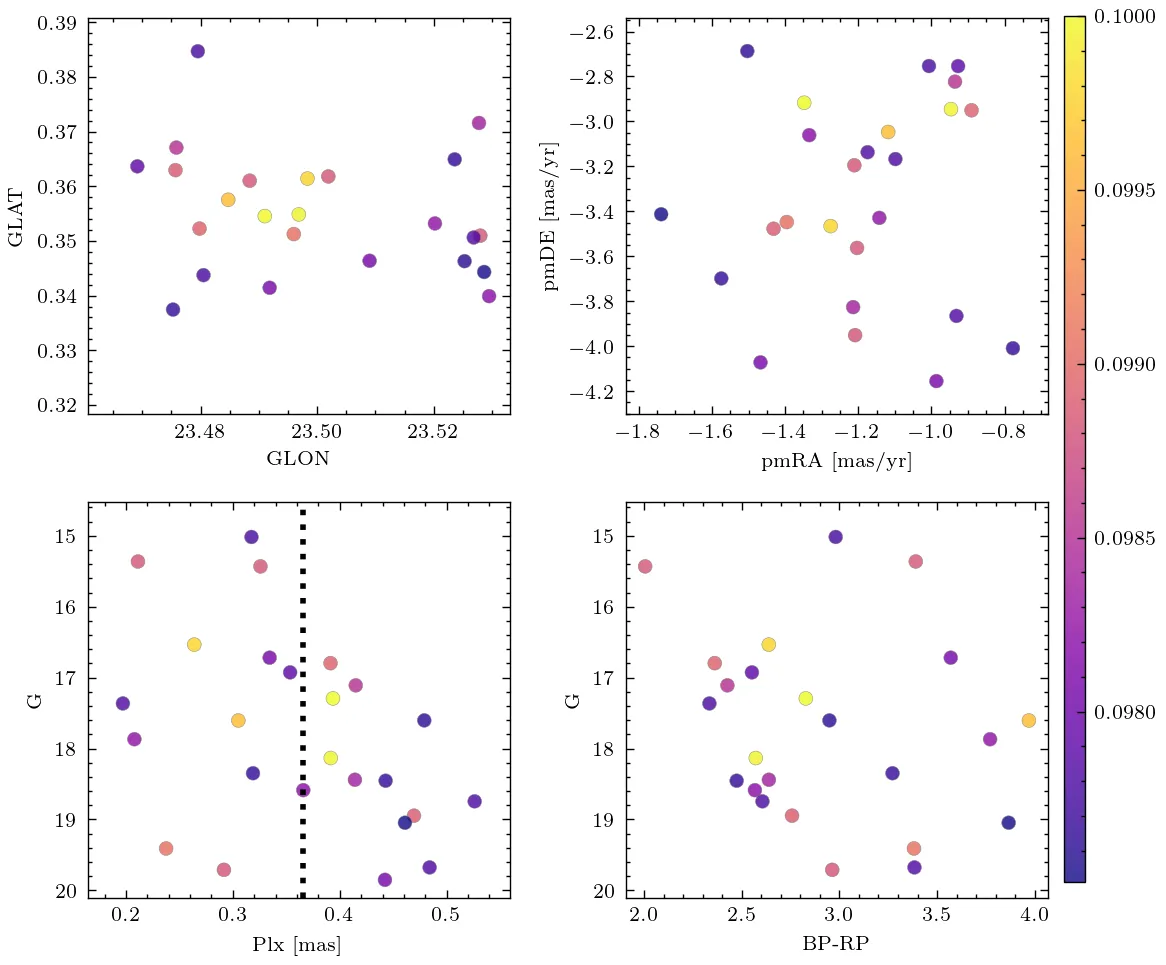 0.39
0.38
0.37
0.36
0.35
0.34
0.33
0.32
GLAT
23.48 23.50 23.52
GLON
−2.6
−2.8
−3.0
−3.2
−3.4
−3.6
−3.8
−4.0
−4.2
pmDE [mas/yr]
−1.8 −1.6 −1.4 −1.2 −1.0 −0.8
pmRA [mas/yr]
15
16
17
18
19
20
G
0.2 0.3 0.4 0.5
Plx [mas]
15
16
17
18
19
20
G
2.0 2.5 3.0 3.5 4.0
BP-RP
0.1000
0.0995
0.0990
0.0985
0.0980